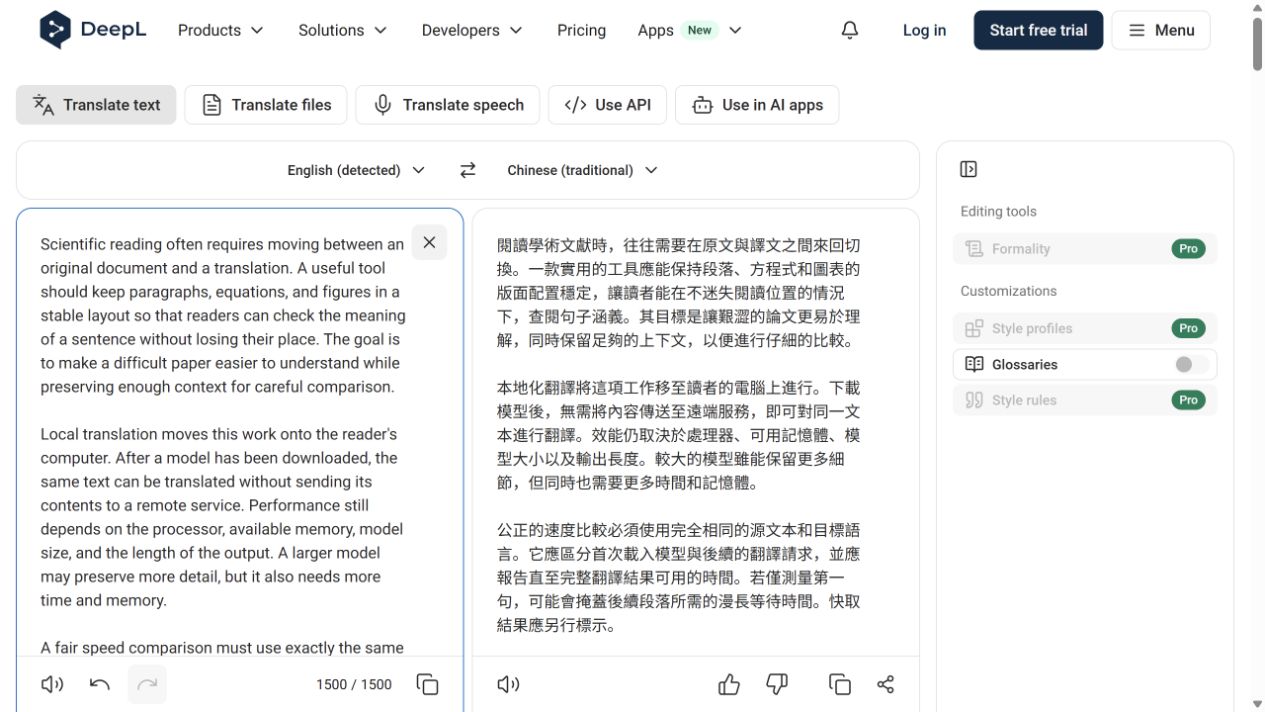 DeepL
Products
Solutions
Developers
Pricing
Apps New
Log in
Start free trial
Menu
Translate text
Translate files
Translate speech
Use API
Use in AI apps
English (detected)
Chinese (traditional)
Scientific reading often requires moving between an
original document and a translation. A useful tool
should keep paragraphs, equations, and figures in a
stable layout so that readers can check the meaning
of a sentence without losing their place. The goal is
to make a difficult paper easier to understand while
preserving enough context for careful comparison.
Local translation moves this work onto the reader's
computer. After a model has been downloaded, the
same text can be translated without sending its
contents to a remote service. Performance still
depends on the processor, available memory, model
size, and the length of the output. A larger model
may preserve more detail, but it also needs more
time and memory.
A fair speed comparison must use exactly the same
1500 / 1500
閱讀學術文獻時，往往需要在原文與譯文之間來回切
換。一款實用的工具應能保持段落、方程式和圖表的
版面配置穩定，讓讀者能在不迷失閱讀位置的情況
下，查閱句子涵義。其目標是讓艱澀的論文更易於理
解，同時保留足夠的上下文，以便進行仔細的比較。
本地化翻譯將這項工作移至讀者的電腦上進行。下載
模型後，無需將內容傳送至遠端服務，即可對同一文
本進行翻譯。效能仍取決於處理器、可用記憶體、模
型大小以及輸出長度。較大的模型雖能保留更多細
節，但同時也需要更多時間和記憶體。
公正的速度比較必須使用完全相同的源文本和目標語
言。它應區分首次載入模型與後續的翻譯請求，並應
報告直至完整翻譯結果可用的時間。若僅測量第一
句，可能會掩蓋後續段落所需的漫長等待時間。快取
結果應另行標示。
Editing tools
Formality Pro
Customizations
Style profiles Pro
Glossaries
Style rules Pro